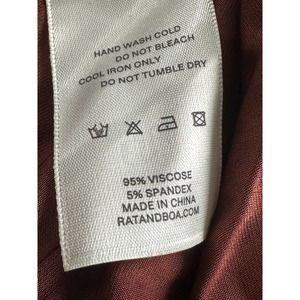 HAND WASH COLD
DO NOT BLEACH
COOL IRON ONLY
DO NOT TUMBLE DRY
95% VISCOSE
5% SPANDEX
MADE IN CHINA
RATANDBOA.COM